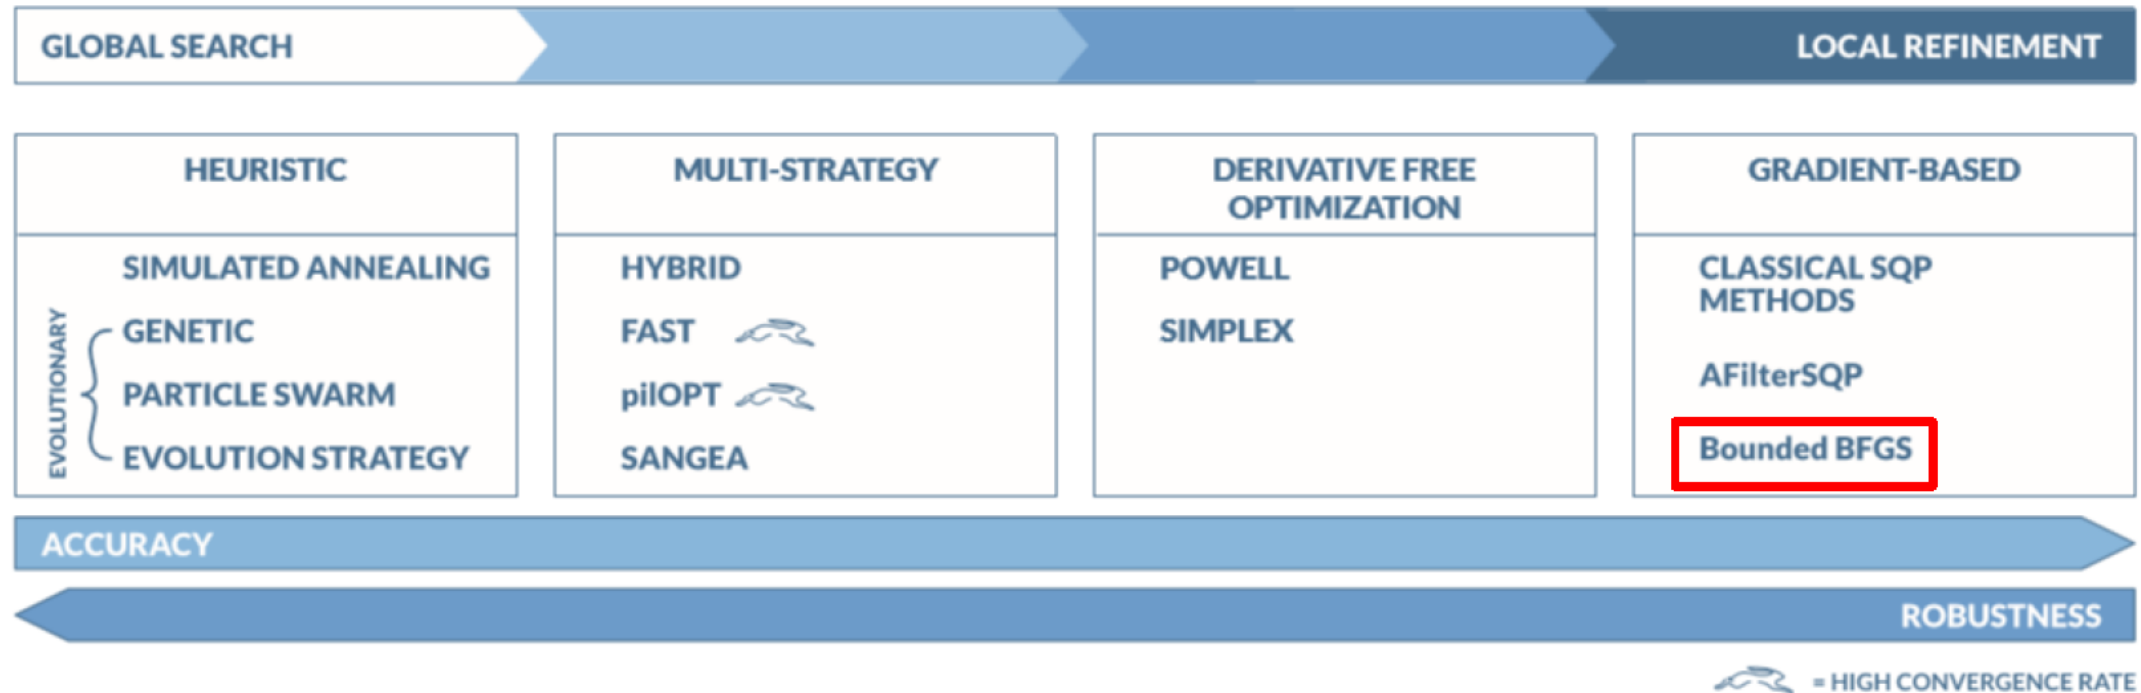 GLOBAL SEARCH
LOCAL REFINEMENT
HEURISTIC
SIMULATED ANNEALING
EVOLUTIONARY
GENETIC
PARTICLE SWARM
EVOLUTION STRATEGY
MULTI-STRATEGY
HYBRID
FAST
pilOPT
SANGEA
DERIVATIVE FREE
OPTIMIZATION
POWELL
SIMPLEX
GRADIENT-BASED
CLASSICAL SQP
METHODS
AFilterSQP
Bounded BFGS
ACCURACY
ROBUSTNESS
= HIGH CONVERGENCE RATE